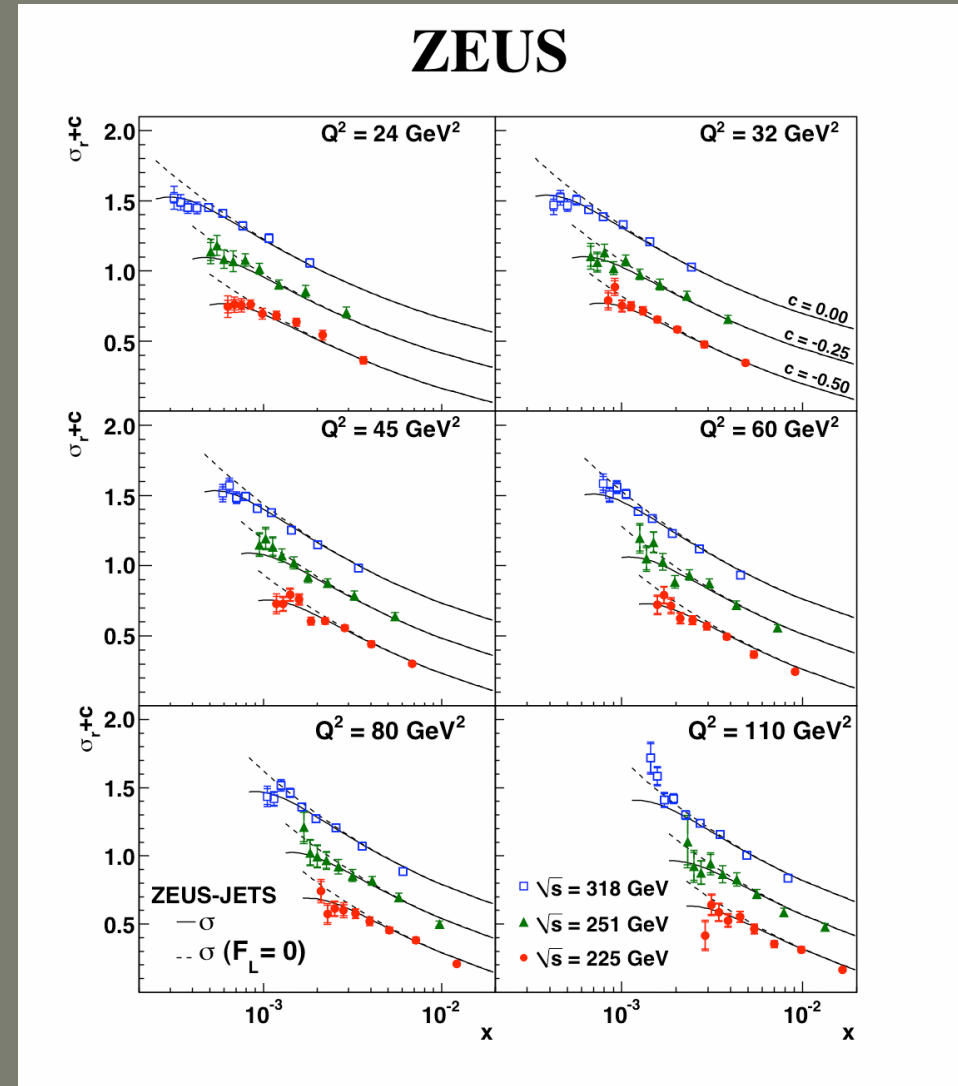 ZEUS
σr+c
2.0
1.5
1.0
0.5
Q² = 24 GeV²
Q² = 32 GeV²
c = 0.00
c = -0.25
c = -0.50
σr+c
2.0
1.5
1.0
0.5
Q² = 45 GeV²
Q² = 60 GeV²
σr+c
2.0
1.5
1.0
0.5
Q² = 80 GeV²
ZEUS-JETS
σ
σ (FL = 0)
Q² = 110 GeV²
√s = 318 GeV
√s = 251 GeV
√s = 225 GeV
10⁻³ 10⁻² 10⁻³ 10⁻²
x x